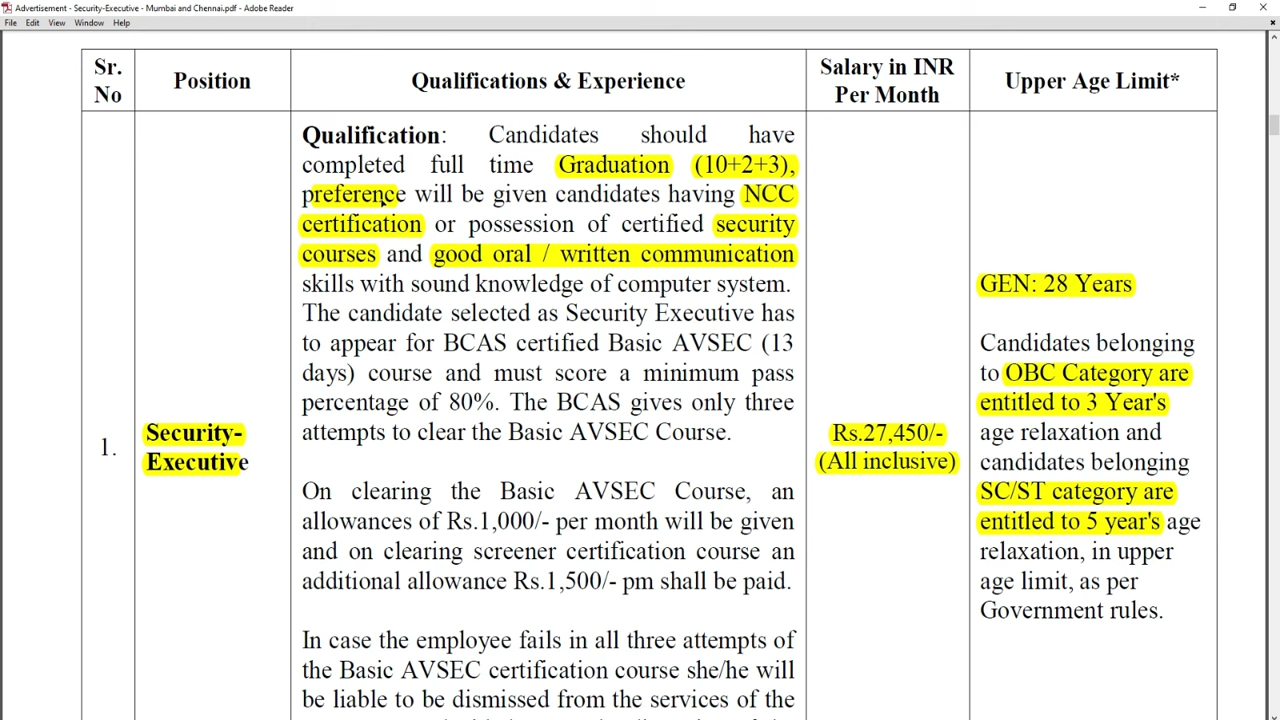 Advertisement - Security-Executive - Mumbai and Chennai.pdf - Adobe Reader
File Edit View Window Help
Sr. No
Position
Qualifications & Experience
Salary in INR
Per Month
Upper Age Limit*
1.
Security-
Executive
Qualification: Candidates should have
completed full time Graduation (10+2+3),
preference will be given candidates having NCC
certification or possession of certified security
courses and good oral / written communication
skills with sound knowledge of computer system.
The candidate selected as Security Executive has
to appear for BCAS certified Basic AVSEC (13
days) course and must score a minimum pass
percentage of 80%. The BCAS gives only three
attempts to clear the Basic AVSEC Course.
On clearing the Basic AVSEC Course, an
allowances of Rs.1,000/- per month will be given
and on clearing screener certification course an
additional allowance Rs.1,500/- pm shall be paid.
In case the employee fails in all three attempts of
the Basic AVSEC certification course she/he will
be liable to be dismissed from the services of the
Rs.27,450/-
(All inclusive)
GEN: 28 Years
Candidates belonging
to OBC Category are
entitled to 3 Year's
age relaxation and
candidates belonging
SC/ST category are
entitled to 5 year's age
relaxation, in upper
age limit, as per
Government rules.